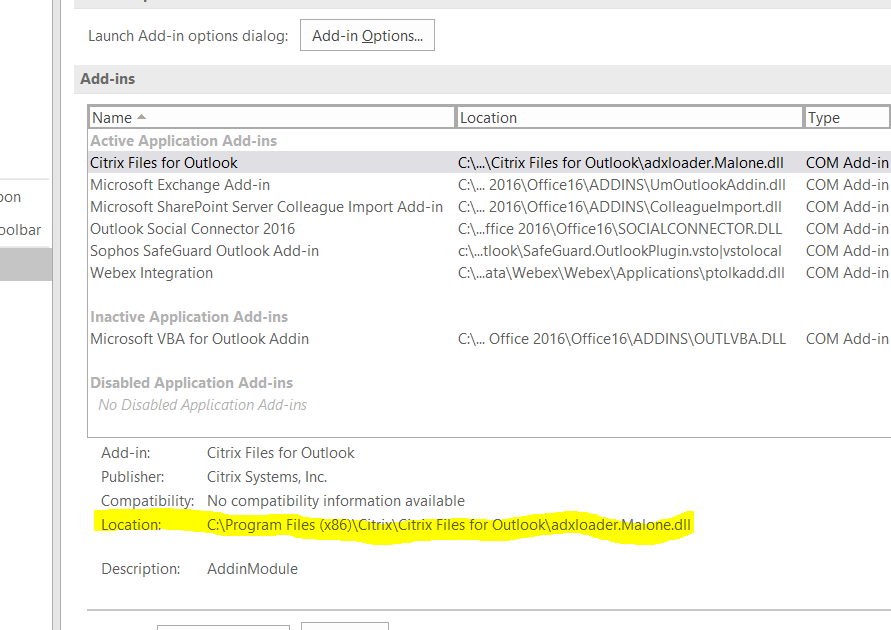 Launch Add-in options dialog: Add-in Options...
Add-ins
Name Location Type
Active Application Add-ins
Citrix Files for Outlook C:\...\Citrix Files for Outlook\adxloader.Malone.dll COM Add-in
Microsoft Exchange Add-in C:\... 2016\Office16\ADDINS\UmOutlookAddin.dll COM Add-in
oon
Microsoft SharePoint Server Colleague Import Add-in C:\... 2016\Office16\ADDINS\ColleagueImport.dll COM Add-in
oolbar
Outlook Social Connector 2016 C:\...ffice 2016\Office16\SOCIALCONNECTOR.DLL COM Add-in
Sophos SafeGuard Outlook Add-in c:\...tlook\SafeGuard.OutlookPlugin.vsto|vstolocal COM Add-in
Webex Integration C:\...ata\Webex\Webex\Applications\ptolkadd.dll COM Add-in
Inactive Application Add-ins
Microsoft VBA for Outlook Addin C:\... Office 2016\Office16\ADDINS\OUTLVBA.DLL COM Add-in
Disabled Application Add-ins
No Disabled Application Add-ins
Add-in: Citrix Files for Outlook
Publisher: Citrix Systems, Inc.
Compatibility: No compatibility information available
Location: C:\Program Files (x86)\Citrix\Citrix Files for Outlook\adxloader.Malone.dll
Description: AddinModule